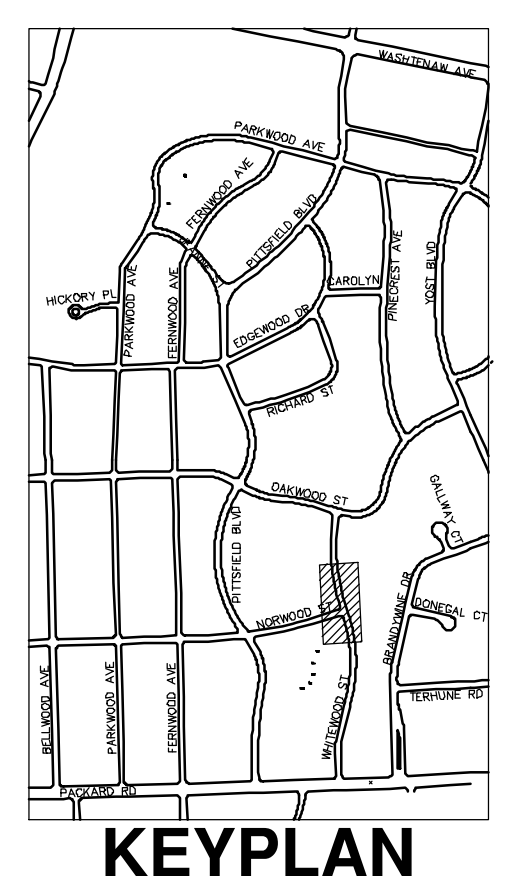 WASHTENAW AVE
PARKWOOD AVE
FERNWOOD AVE
PITTSFIELD BLVD
HICKORY PL
PARKWOOD AVE
FERNWOOD AVE
CAROLYN
PINECREST AVE
YOST BLVD
EDGEWOOD DR
RICHARD ST
OAKWOOD ST
GALLWAY CT
PITTSFIELD BLVD
NORWOOD ST
BRANDYWINE DR
DONEGAL CT
BELLWOOD AVE
PARKWOOD AVE
FERNWOOD AVE
WHITEWOOD ST
TERHUNE RD
PACKARD RD
KEYPLAN